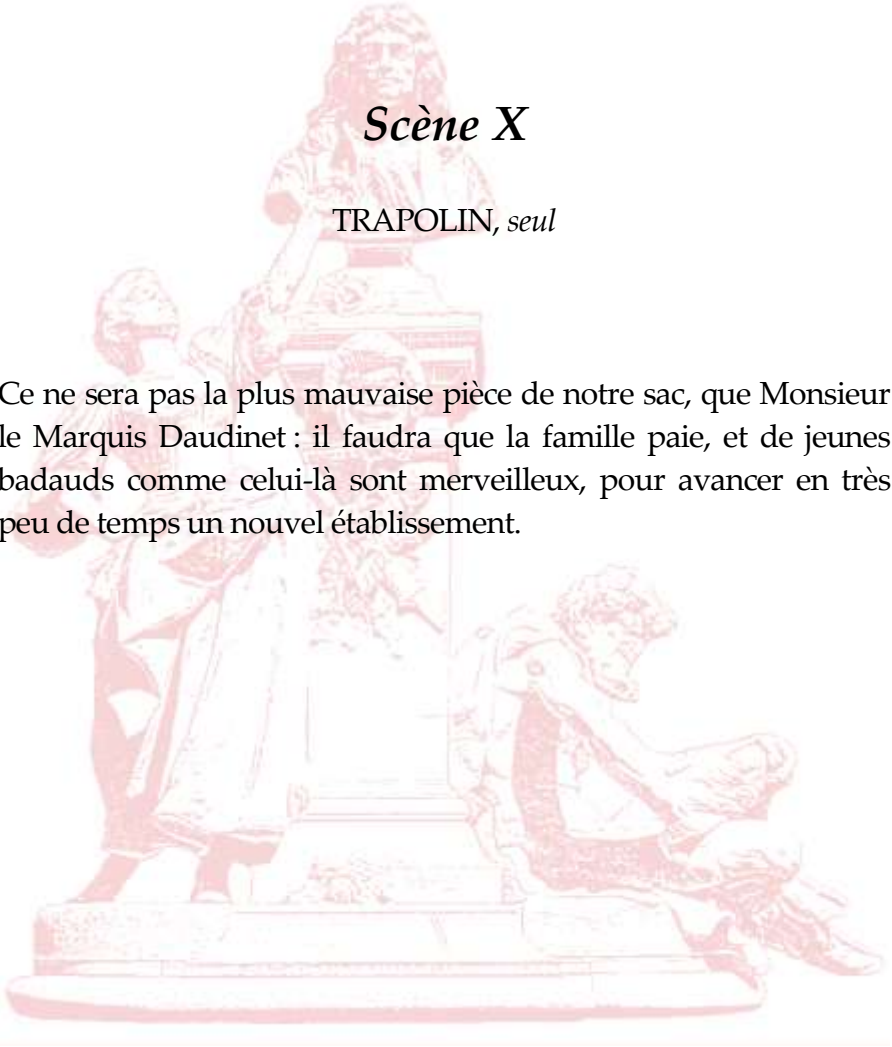 Scène X
TRAPOLIN, seul
Ce ne sera pas la plus mauvaise pièce de notre sac, que Monsieur
le Marquis Daudinet : il faudra que la famille paie, et de jeunes
badauds comme celui-là sont merveilleux, pour avancer en très
peu de temps un nouvel établissement.